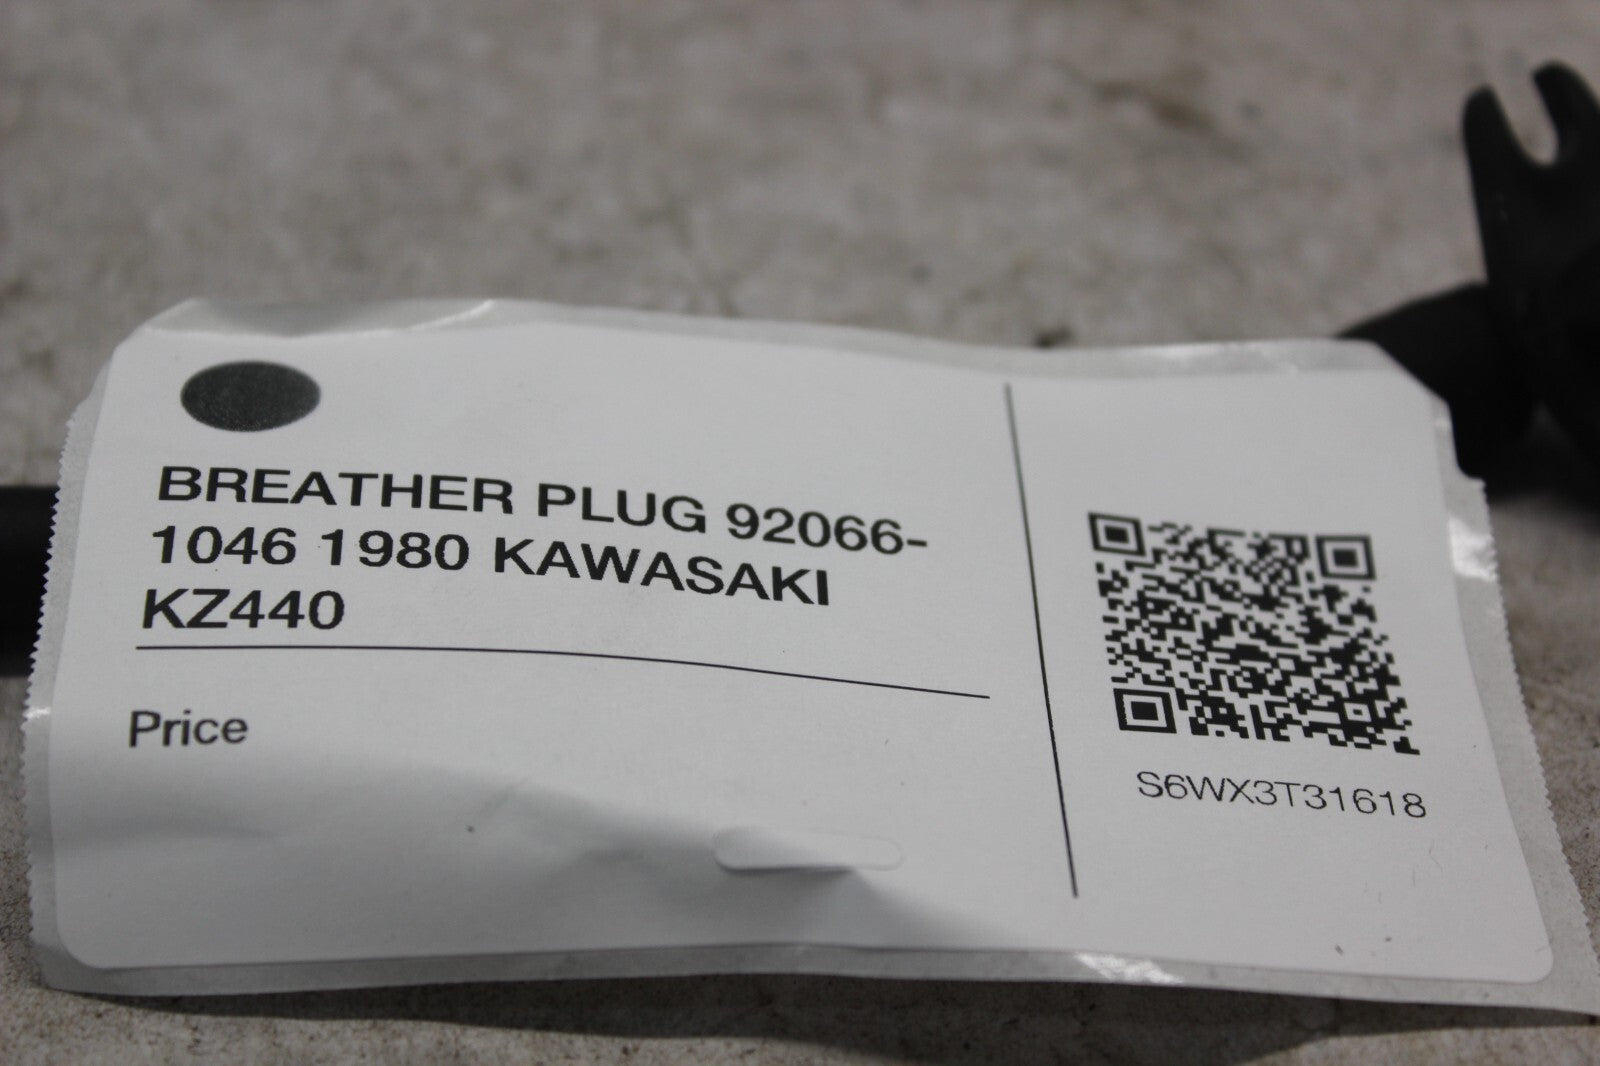 BREATHER PLUG 92066-
1046 1980 KAWASAKI
KZ440
Price
S6WX3T31618